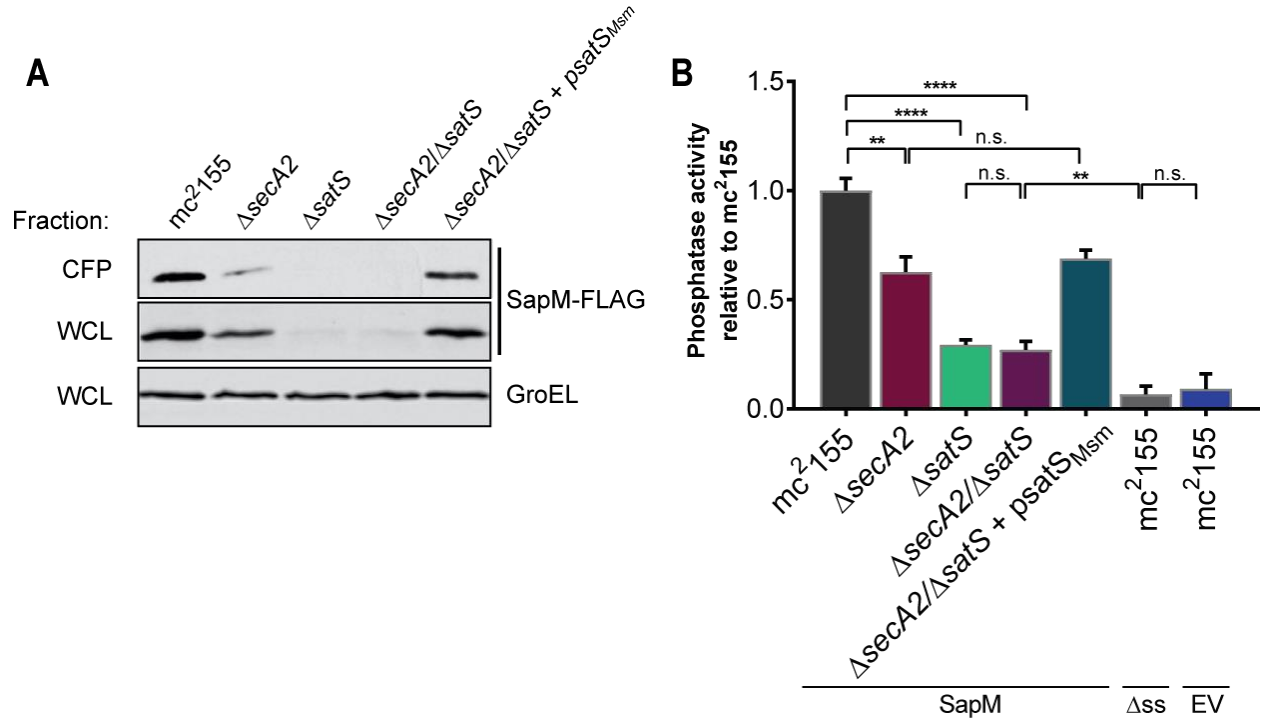 A
mc²155
ΔsecA2
ΔsatS
ΔsecA2/ΔsatS
ΔsecA2/ΔsatS + psatSMsm
Fraction:
CFP
WCL
SapM-FLAG
WCL
GroEL
B
Phosphatase activity
relative to mc²155
1.5
1.0
0.5
0.0
****
****
**
n.s.
n.s.
**
n.s.
mc²155
ΔsecA2
ΔsatS
ΔsecA2/ΔsatS
ΔsecA2/ΔsatS + psatSMsm
mc²155
mc²155
SapM
Δss
EV